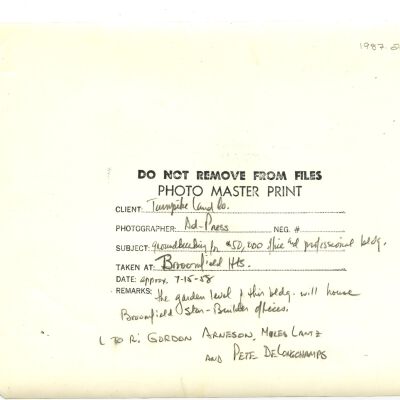 1987
DO NOT REMOVE FROM FILES
PHOTO MASTER PRINT
CLIENT: Turnpike Land Co.
PHOTOGRAPHER: Ad-Press NEG. #
SUBJECT: groundbreaking for $50,000 office and professional bldg.
TAKEN AT: Broomfield Hts.
DATE: approx. 7-15-58
REMARKS: the garden level of this bldg. will house
Broomfield Star-Builder offices.
L TO R: GORDON ARNESON, MILES LANTZ
AND PETE DELONGCHAMPS